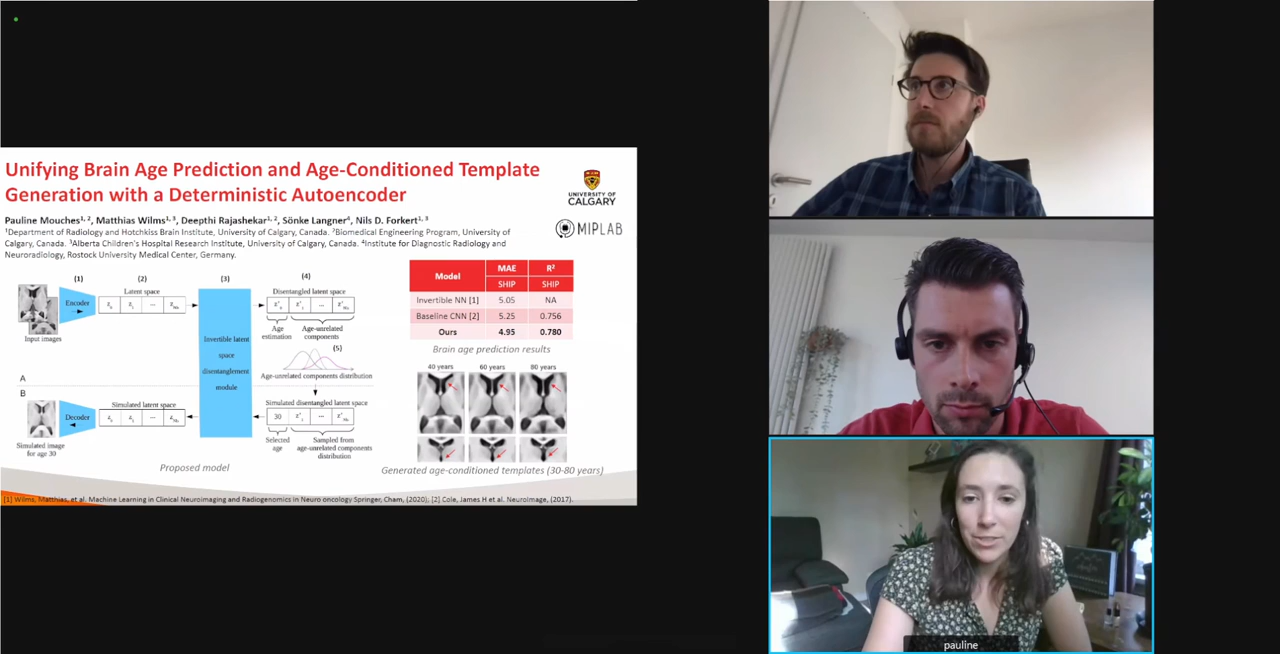 Unifying Brain Age Prediction and Age-Conditioned Template
Generation with a Deterministic Autoencoder
UNIVERSITY OF
CALGARY
Pauline Mouches¹,², Matthias Wilms¹,³, Deepthi Rajashekar¹,², Sönke Langner⁴, Nils D. Forkert¹,³
¹Department of Radiology and Hotchkiss Brain Institute, University of Calgary, Canada. ²Biomedical Engineering Program, University of
Calgary, Canada. ³Alberta Children's Hospital Research Institute, University of Calgary, Canada. ⁴Institute for Diagnostic Radiology and
Neuroradiology, Rostock University Medical Center, Germany.
MIPLAB
(1)
(2)
(3)
(4)
Latent space
Disentangled latent space
Encoder
Input images
Age
estimation
Age-unrelated
components
(5)
Age-unrelated components distribution
Invertible latent
space
disentanglement
module
A
B
Simulated latent space
Simulated disentangled latent space
Decoder
30
Simulated image
for age 30
Selected
age
Sampled from
age-unrelated components
distribution
Proposed model
Model MAE R²
SHIP SHIP
Invertible NN [1] 5.05 NA
Baseline CNN [2] 5.25 0.756
Ours 4.95 0.780
Brain age prediction results
40 years 60 years 80 years
Generated age-conditioned templates (30-80 years)
[1] Wilms, Matthias, et al. Machine Learning in Clinical Neuroimaging and Radiogenomics in Neuro oncology Springer, Cham, (2020); [2] Cole, James H et al. NeuroImage, (2017).
pauline